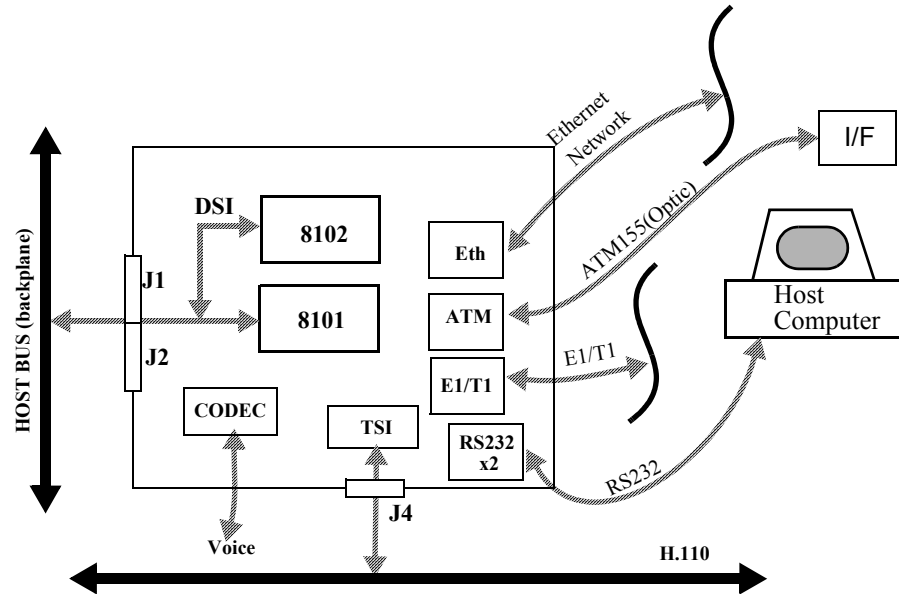 Ethernet
Network
I/F
ATM155(Optic)
DSI
8102
Eth
HOST BUS (backplane)
J1
8101
ATM
Host
Computer
J2
E1/T1
E1/T1
CODEC
TSI
RS232
x2
RS232
J4
Voice
H.110